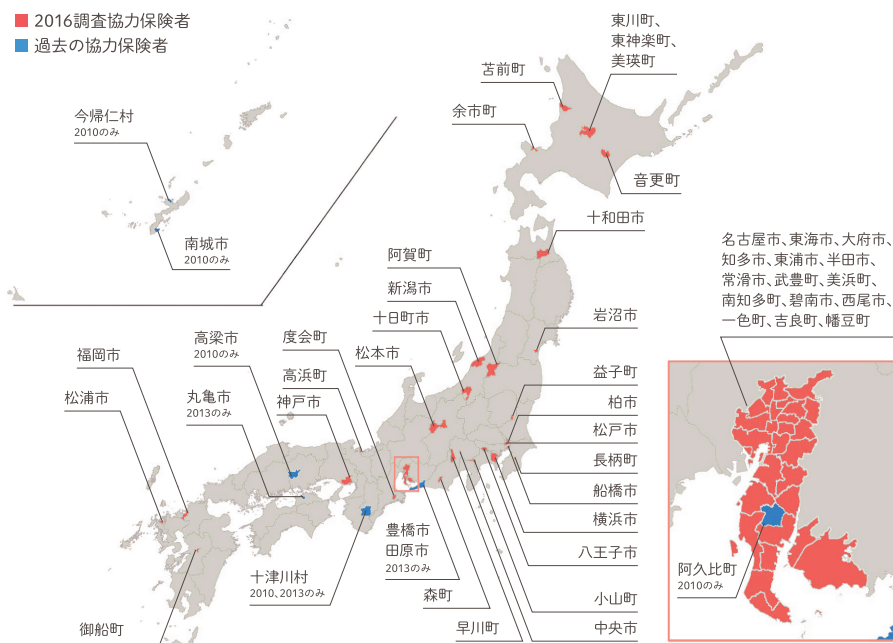 2016調査協力保険者
過去の協力保険者
東川町、
東神楽町、
美瑛町
苫前町
余市町
音更町
今帰仁村
2010のみ
南城市
2010のみ
十和田市
名古屋市、東海市、大府市、
知多市、東浦市、半田市、
常滑市、武豊町、美浜町、
南知多町、碧南市、西尾市、
一色町、吉良町、幡豆町
阿賀町
新潟市
十日町市
岩沼市
高梁市
2010のみ
度会町
松本市
福岡市
高浜町
益子町
松浦市
丸亀市
2013のみ
神戸市
柏市
松戸市
長柄町
船橋市
横浜市
豊橋市
田原市
2013のみ
八王子市
阿久比町
2010のみ
十津川村
2010、2013のみ
森町
小山町
御船町
早川町
中央市